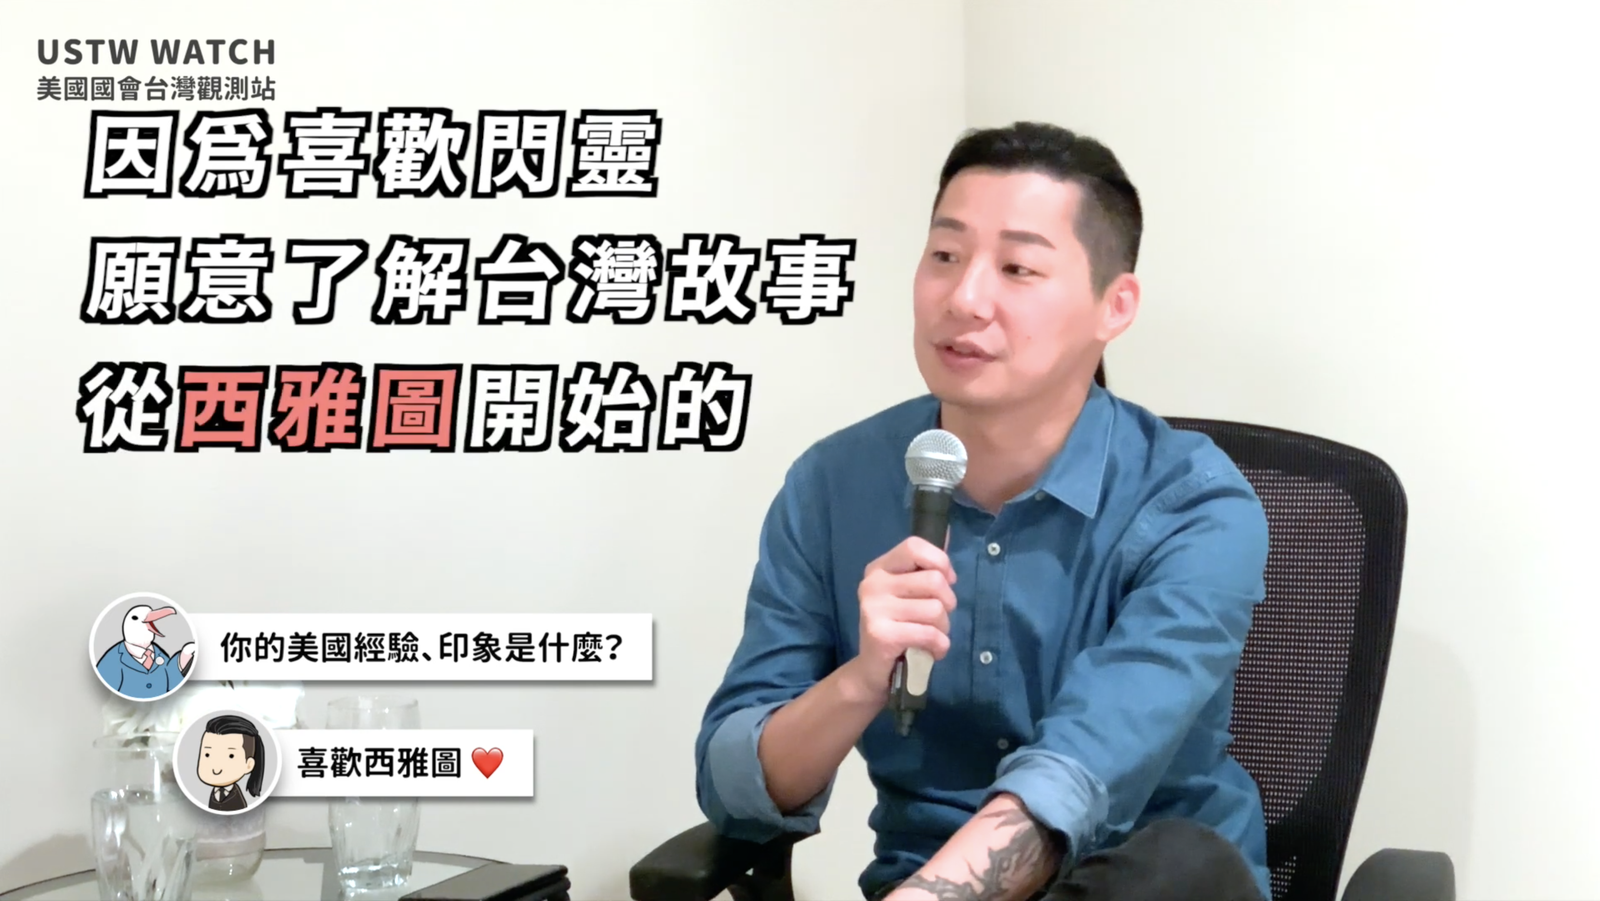 USTW WATCH
美國國會台灣觀測站
因為喜歡閃靈
願意了解台灣故事
從西雅圖開始的
你的美國經驗、印象是什麼?
喜歡西雅圖❤️